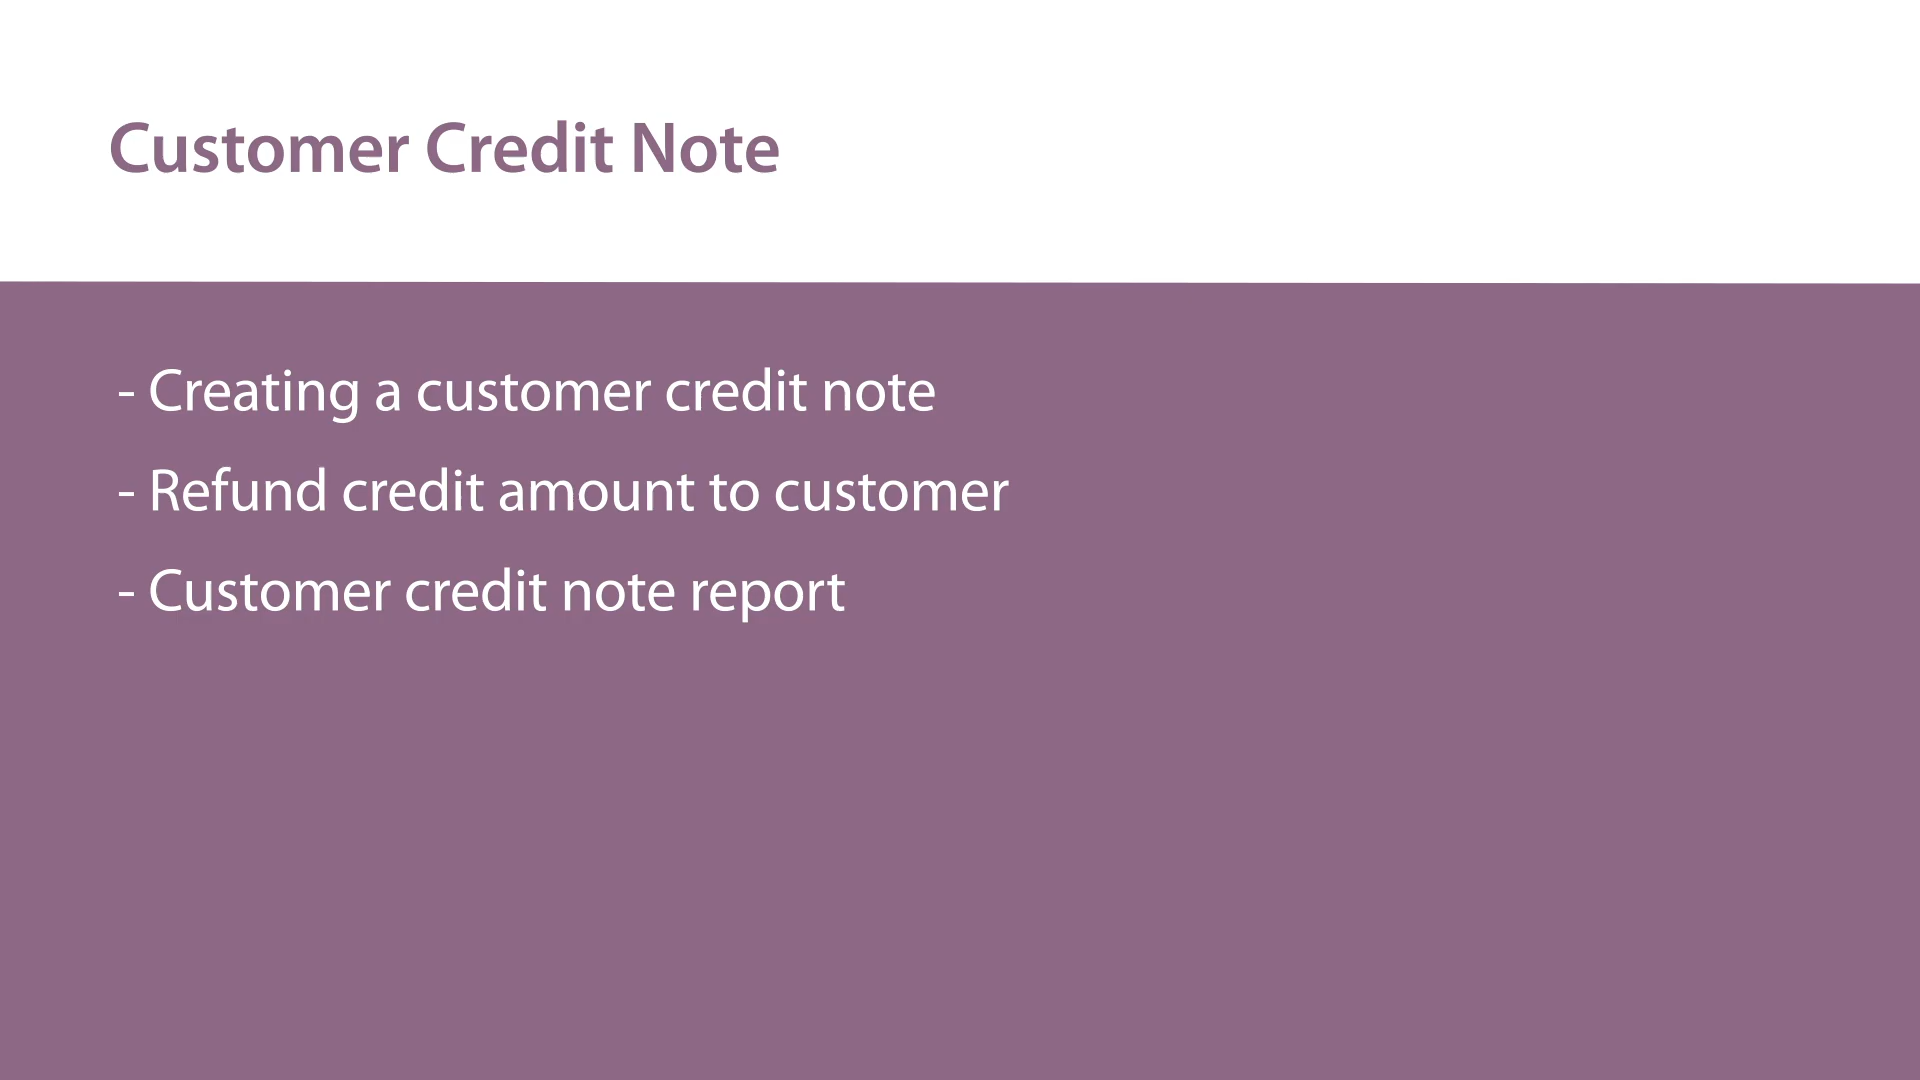 Customer Credit Note
- Creating a customer credit note
- Refund credit amount to customer
- Customer credit note report